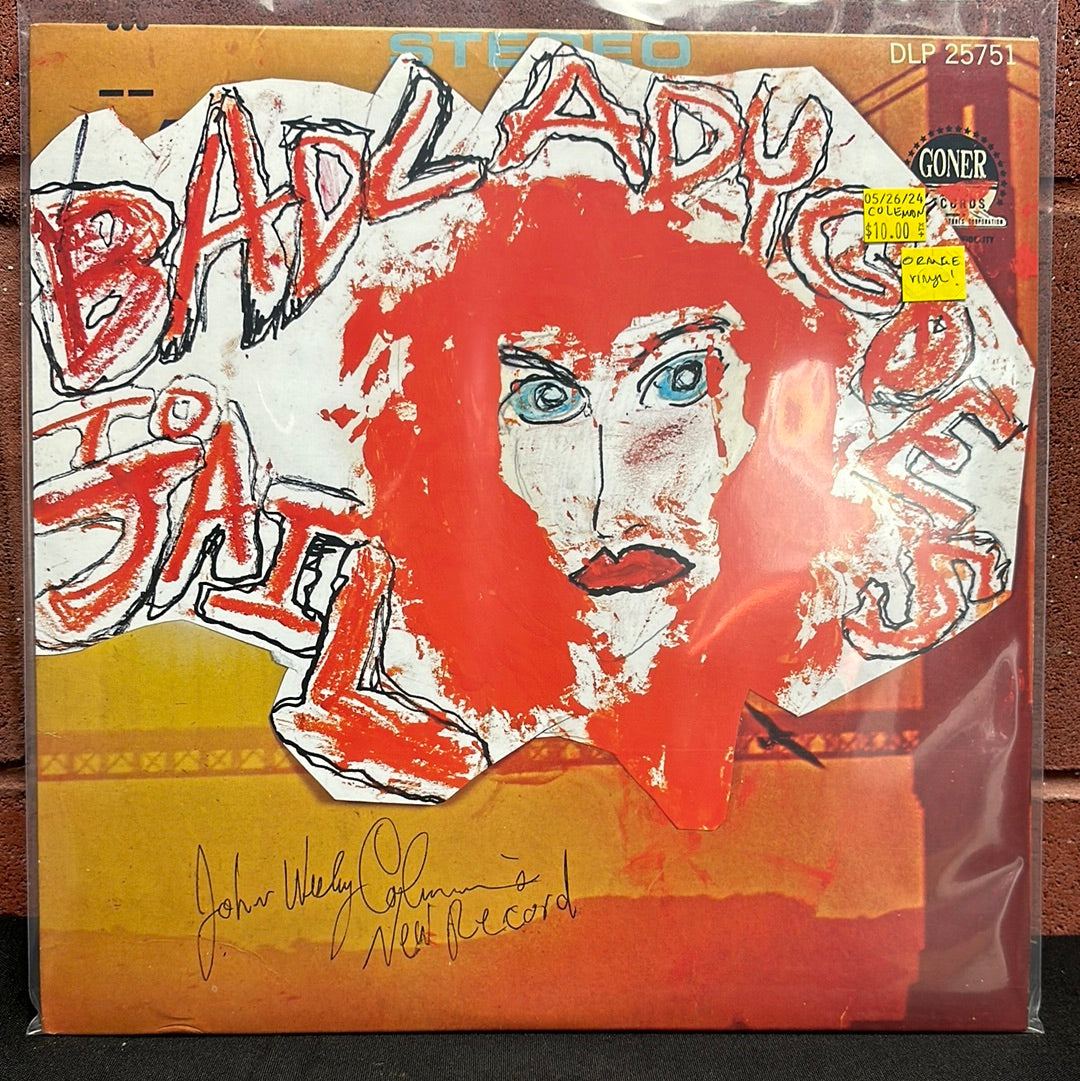 STEREO
DLP 25751
BAD LADY GOES
TO
JAIL
GONER
05/26/24
COLEMAN
$10.00
ORANGE
vinyl!
John Wesley Coleman's
New Record